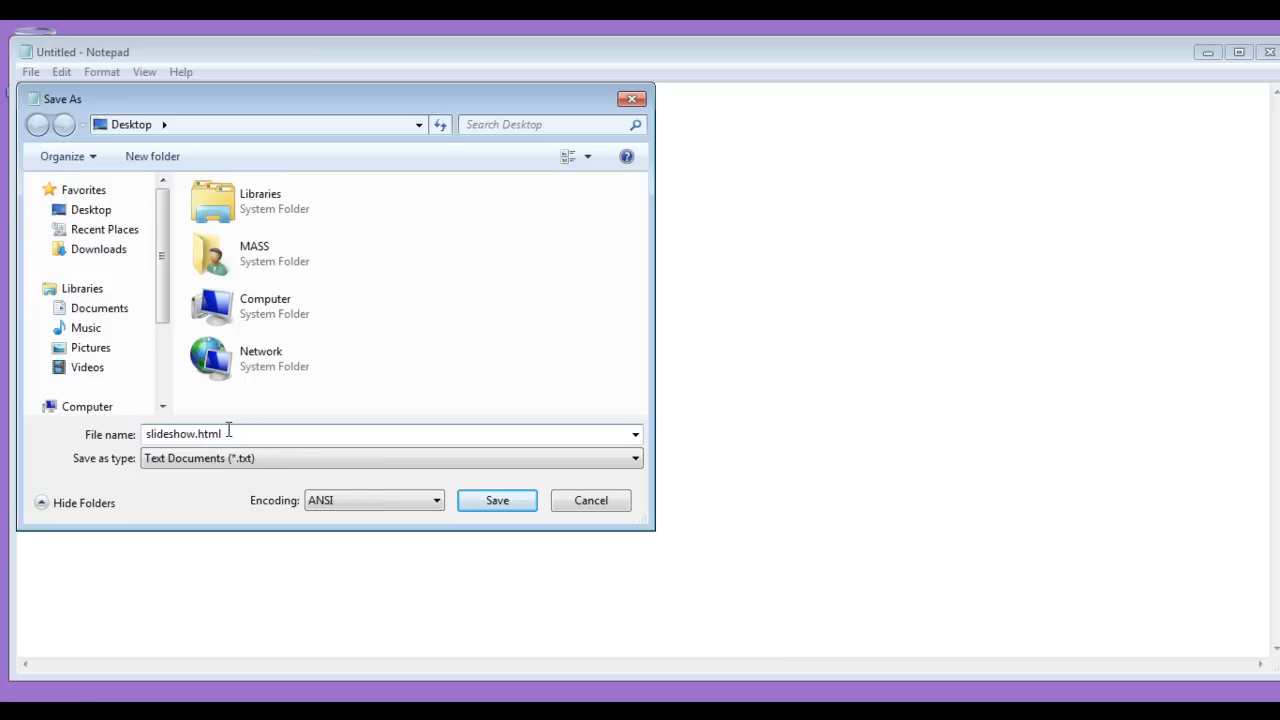 Untitled - Notepad
File Edit Format View Help
Save As
Desktop
Search Desktop
Organize New folder
Favorites
Desktop
Recent Places
Downloads
Libraries
Documents
Music
Pictures
Videos
Computer
Libraries
System Folder
MASS
System Folder
Computer
System Folder
Network
System Folder
File name: slideshow.html
Save as type: Text Documents (*.txt)
Hide Folders Encoding: ANSI Save Cancel